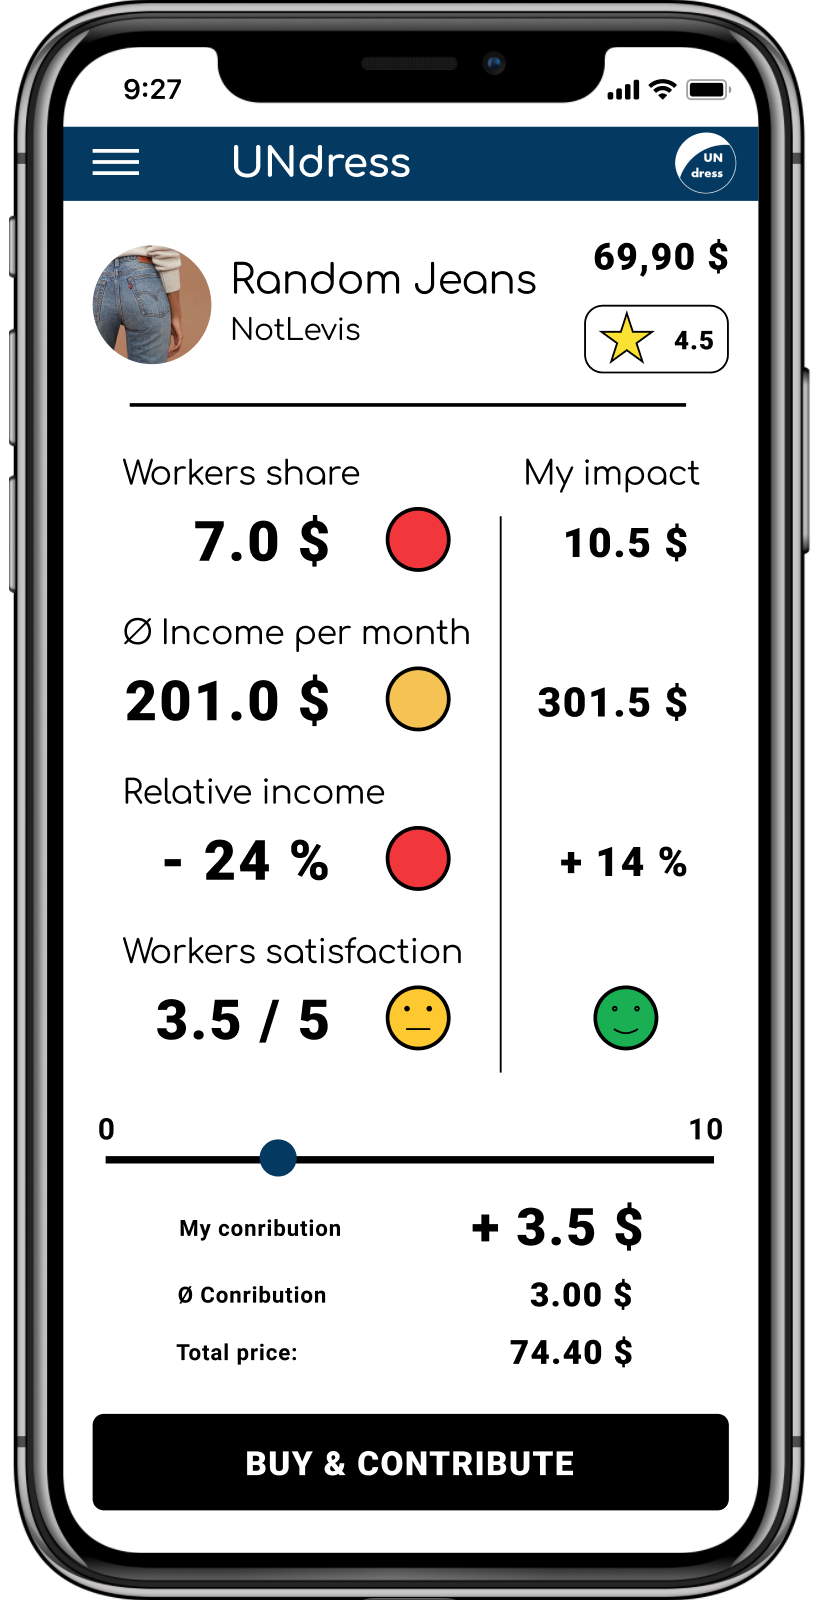 9:27
UNdress
UN
dress
Random Jeans
NotLevis
69,90 $
4.5
Workers share
My impact
7.0 $
10.5 $
Ø Income per month
201.0 $
301.5 $
Relative income
- 24 %
+ 14 %
Workers satisfaction
3.5 / 5
0
10
My conribution
+ 3.5 $
Ø Conribution
3.00 $
Total price:
74.40 $
BUY & CONTRIBUTE